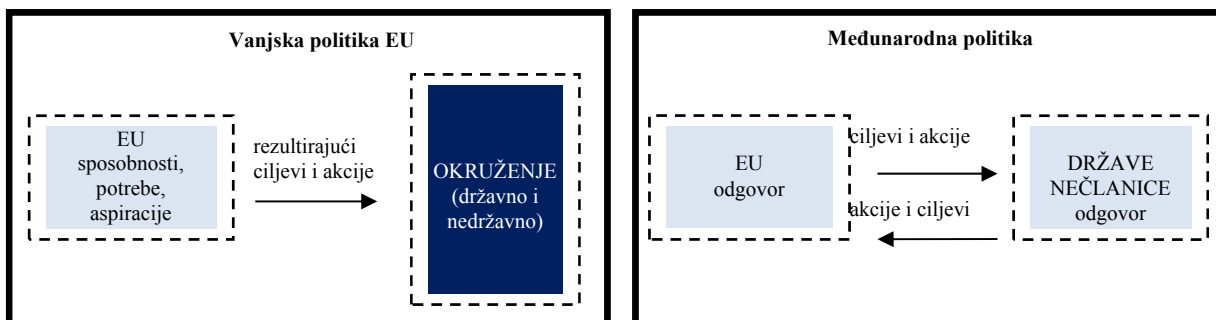 Vanjska politika EU
EU
sposobnosti,
potrebe,
aspiracije
rezultirajući
ciljevi i akcije
OKRUŽENJE
(državno i
nedržavno)
Međunarodna politika
EU
odgovor
ciljevi i akcije
akcije i ciljevi
DRŽAVE
NEČLANICE
odgovor